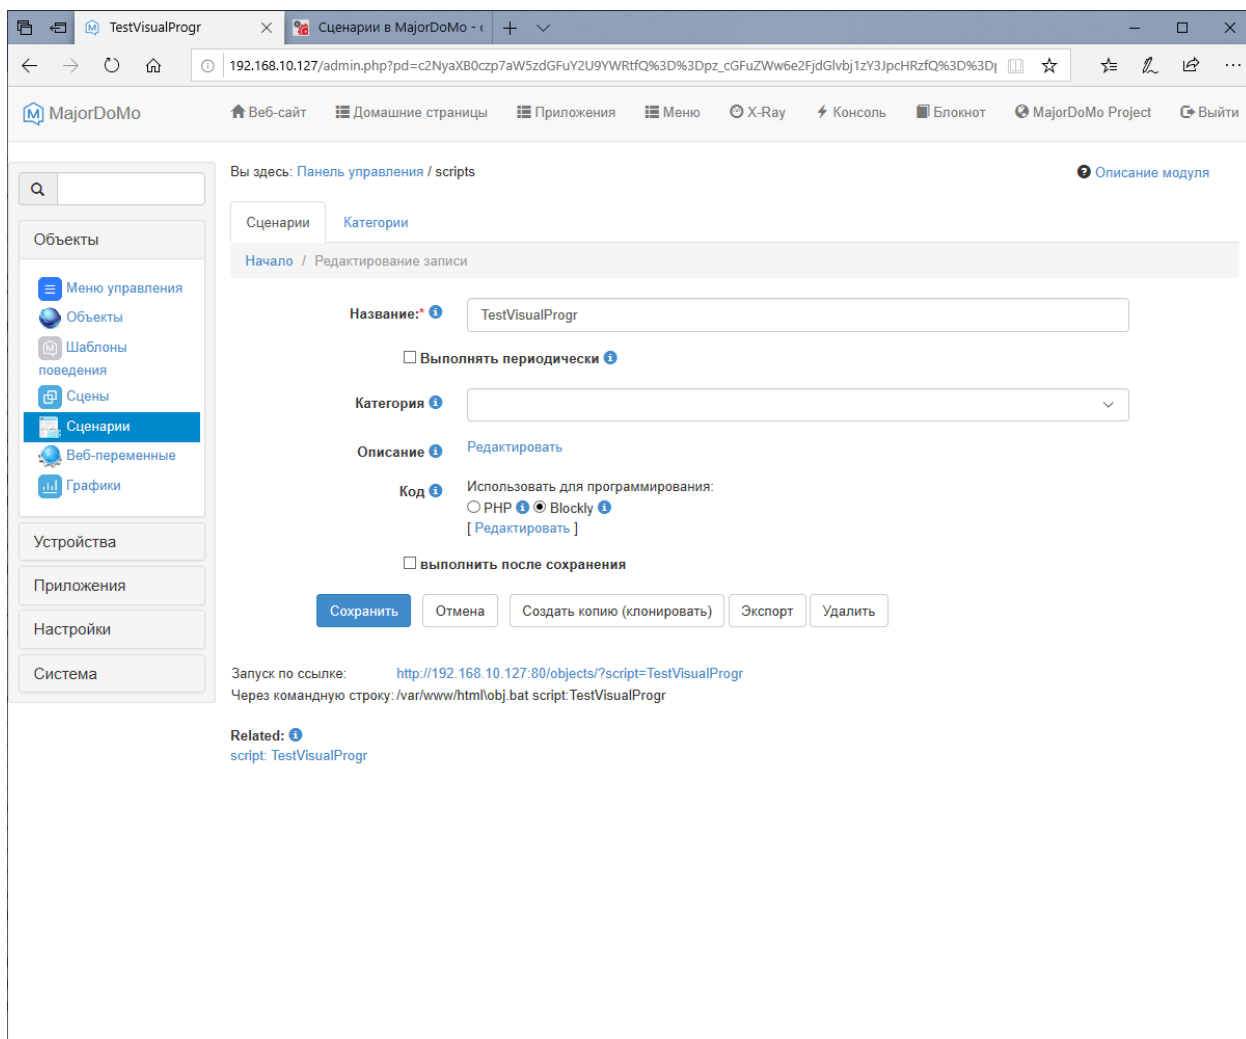 TestVisualProgr
Сценарии в MajorDoMo - с
192.168.10.127/admin.php?pd=c2NyaXB0czp7aW5zdGFuY2U9YWRtfQ%3D%3Dpz_cGFuZWw6e2FjdGlvbj1zY3JpcHRzfQ%3D%3Dp
MajorDoMo
Веб-сайт Домашние страницы Приложения Меню X-Ray Консоль Блокнот MajorDoMo Project Выйти
Вы здесь: Панель управления / scripts
Описание модуля
Объекты
Меню управления
Объекты
Шаблоны
поведения
Сцены
Сценарии
Веб-переменные
Графики
Устройства
Приложения
Настройки
Система
Сценарии Категории
Начало / Редактирование записи
Название:* TestVisualProgr
Выполнять периодически
Категория
Описание Редактировать
Код Использовать для программирования:
PHP Blockly
[ Редактировать ]
выполнить после сохранения
Сохранить Отмена Создать копию (клонировать) Экспорт Удалить
Запуск по ссылке: http://192.168.10.127:80/objects/?script=TestVisualProgr
Через командную строку: /var/www/html\obj.bat script:TestVisualProgr
Related:
script: TestVisualProgr